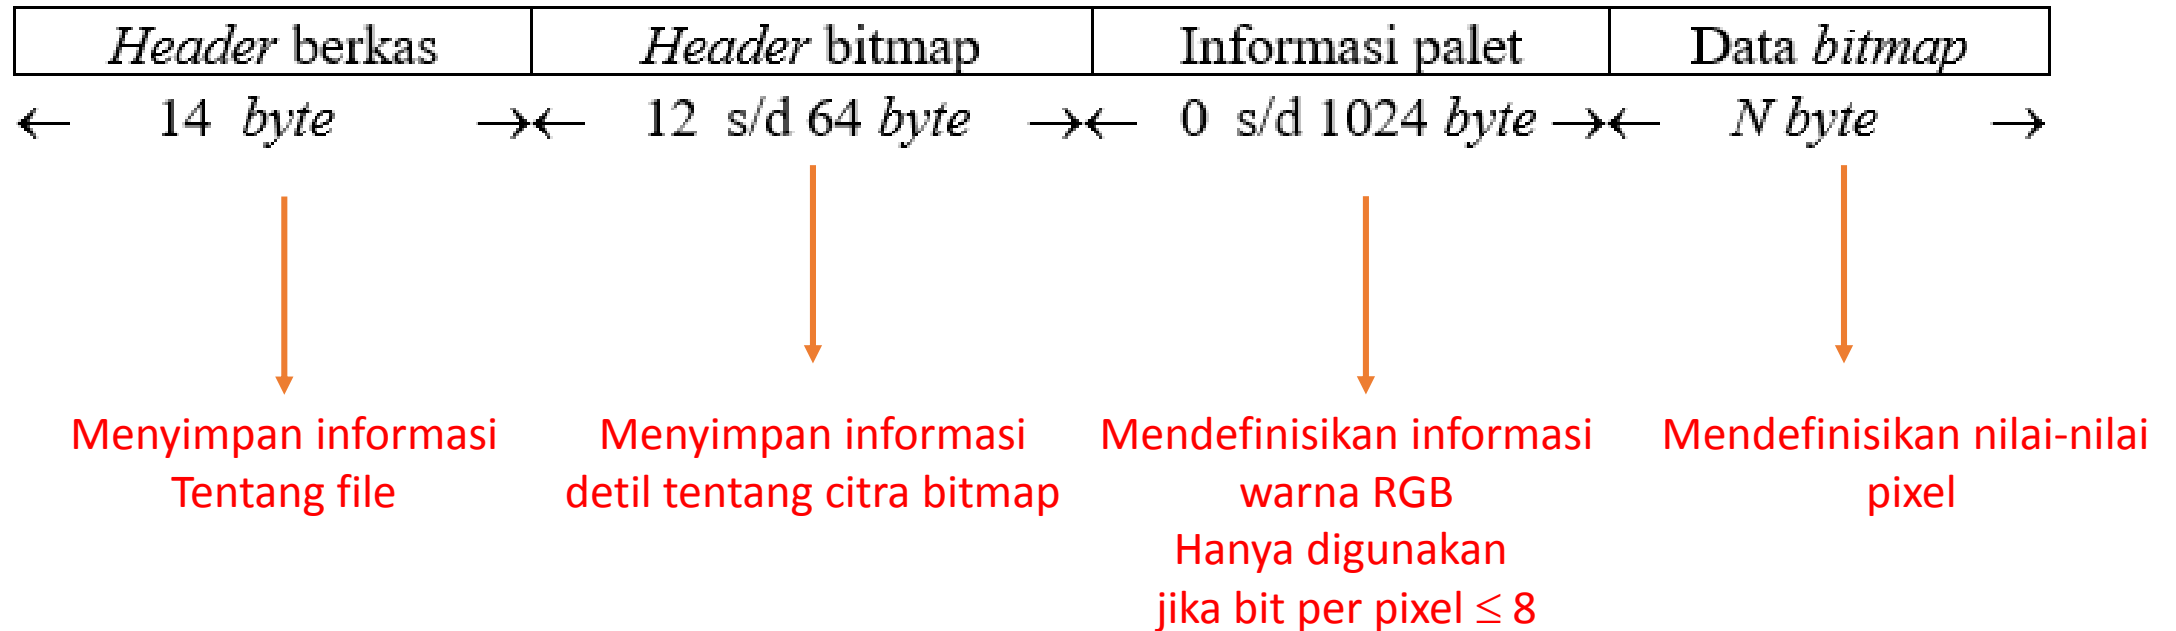 Header berkas Header bitmap Informasi palet Data bitmap
← 14 byte →← 12 s/d 64 byte →← 0 s/d 1024 byte →← N byte →
Menyimpan informasi
Tentang file
Menyimpan informasi
detil tentang citra bitmap
Mendefinisikan informasi
warna RGB
Hanya digunakan
jika bit per pixel ≤ 8
Mendefinisikan nilai-nilai
pixel